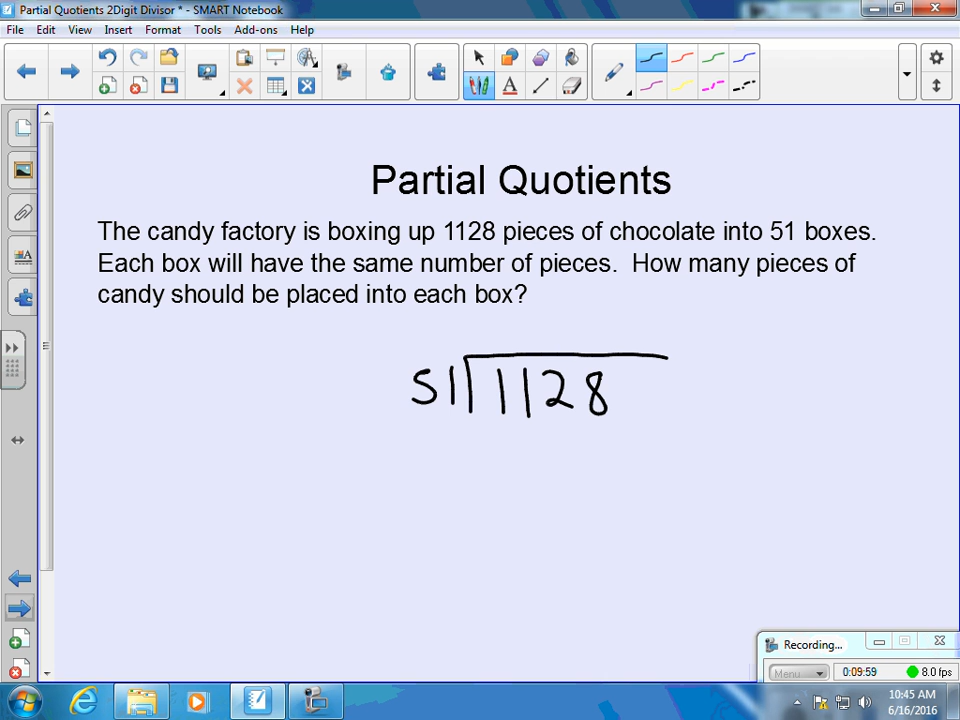 Partial Quotients 2Digit Divisor * - SMART Notebook
File Edit View Insert Format Tools Add-ons Help
Partial Quotients
The candy factory is boxing up 1128 pieces of chocolate into 51 boxes.
Each box will have the same number of pieces. How many pieces of
candy should be placed into each box?
51 1128
Recording...
Menu 0:09:59 8.0 fps
10:45 AM
6/16/2016